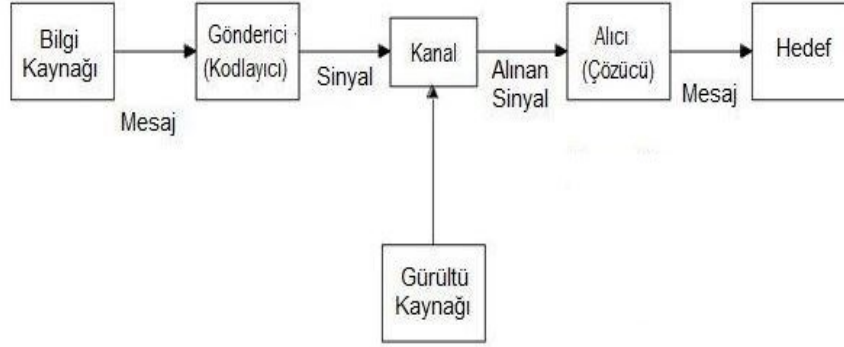 Bilgi
Kaynağı
Mesaj
Gönderici
(Kodlayıcı)
Sinyal
Kanal
Alınan
Sinyal
Alıcı
(Çözücü)
Mesaj
Hedef
Gürültü
Kaynağı